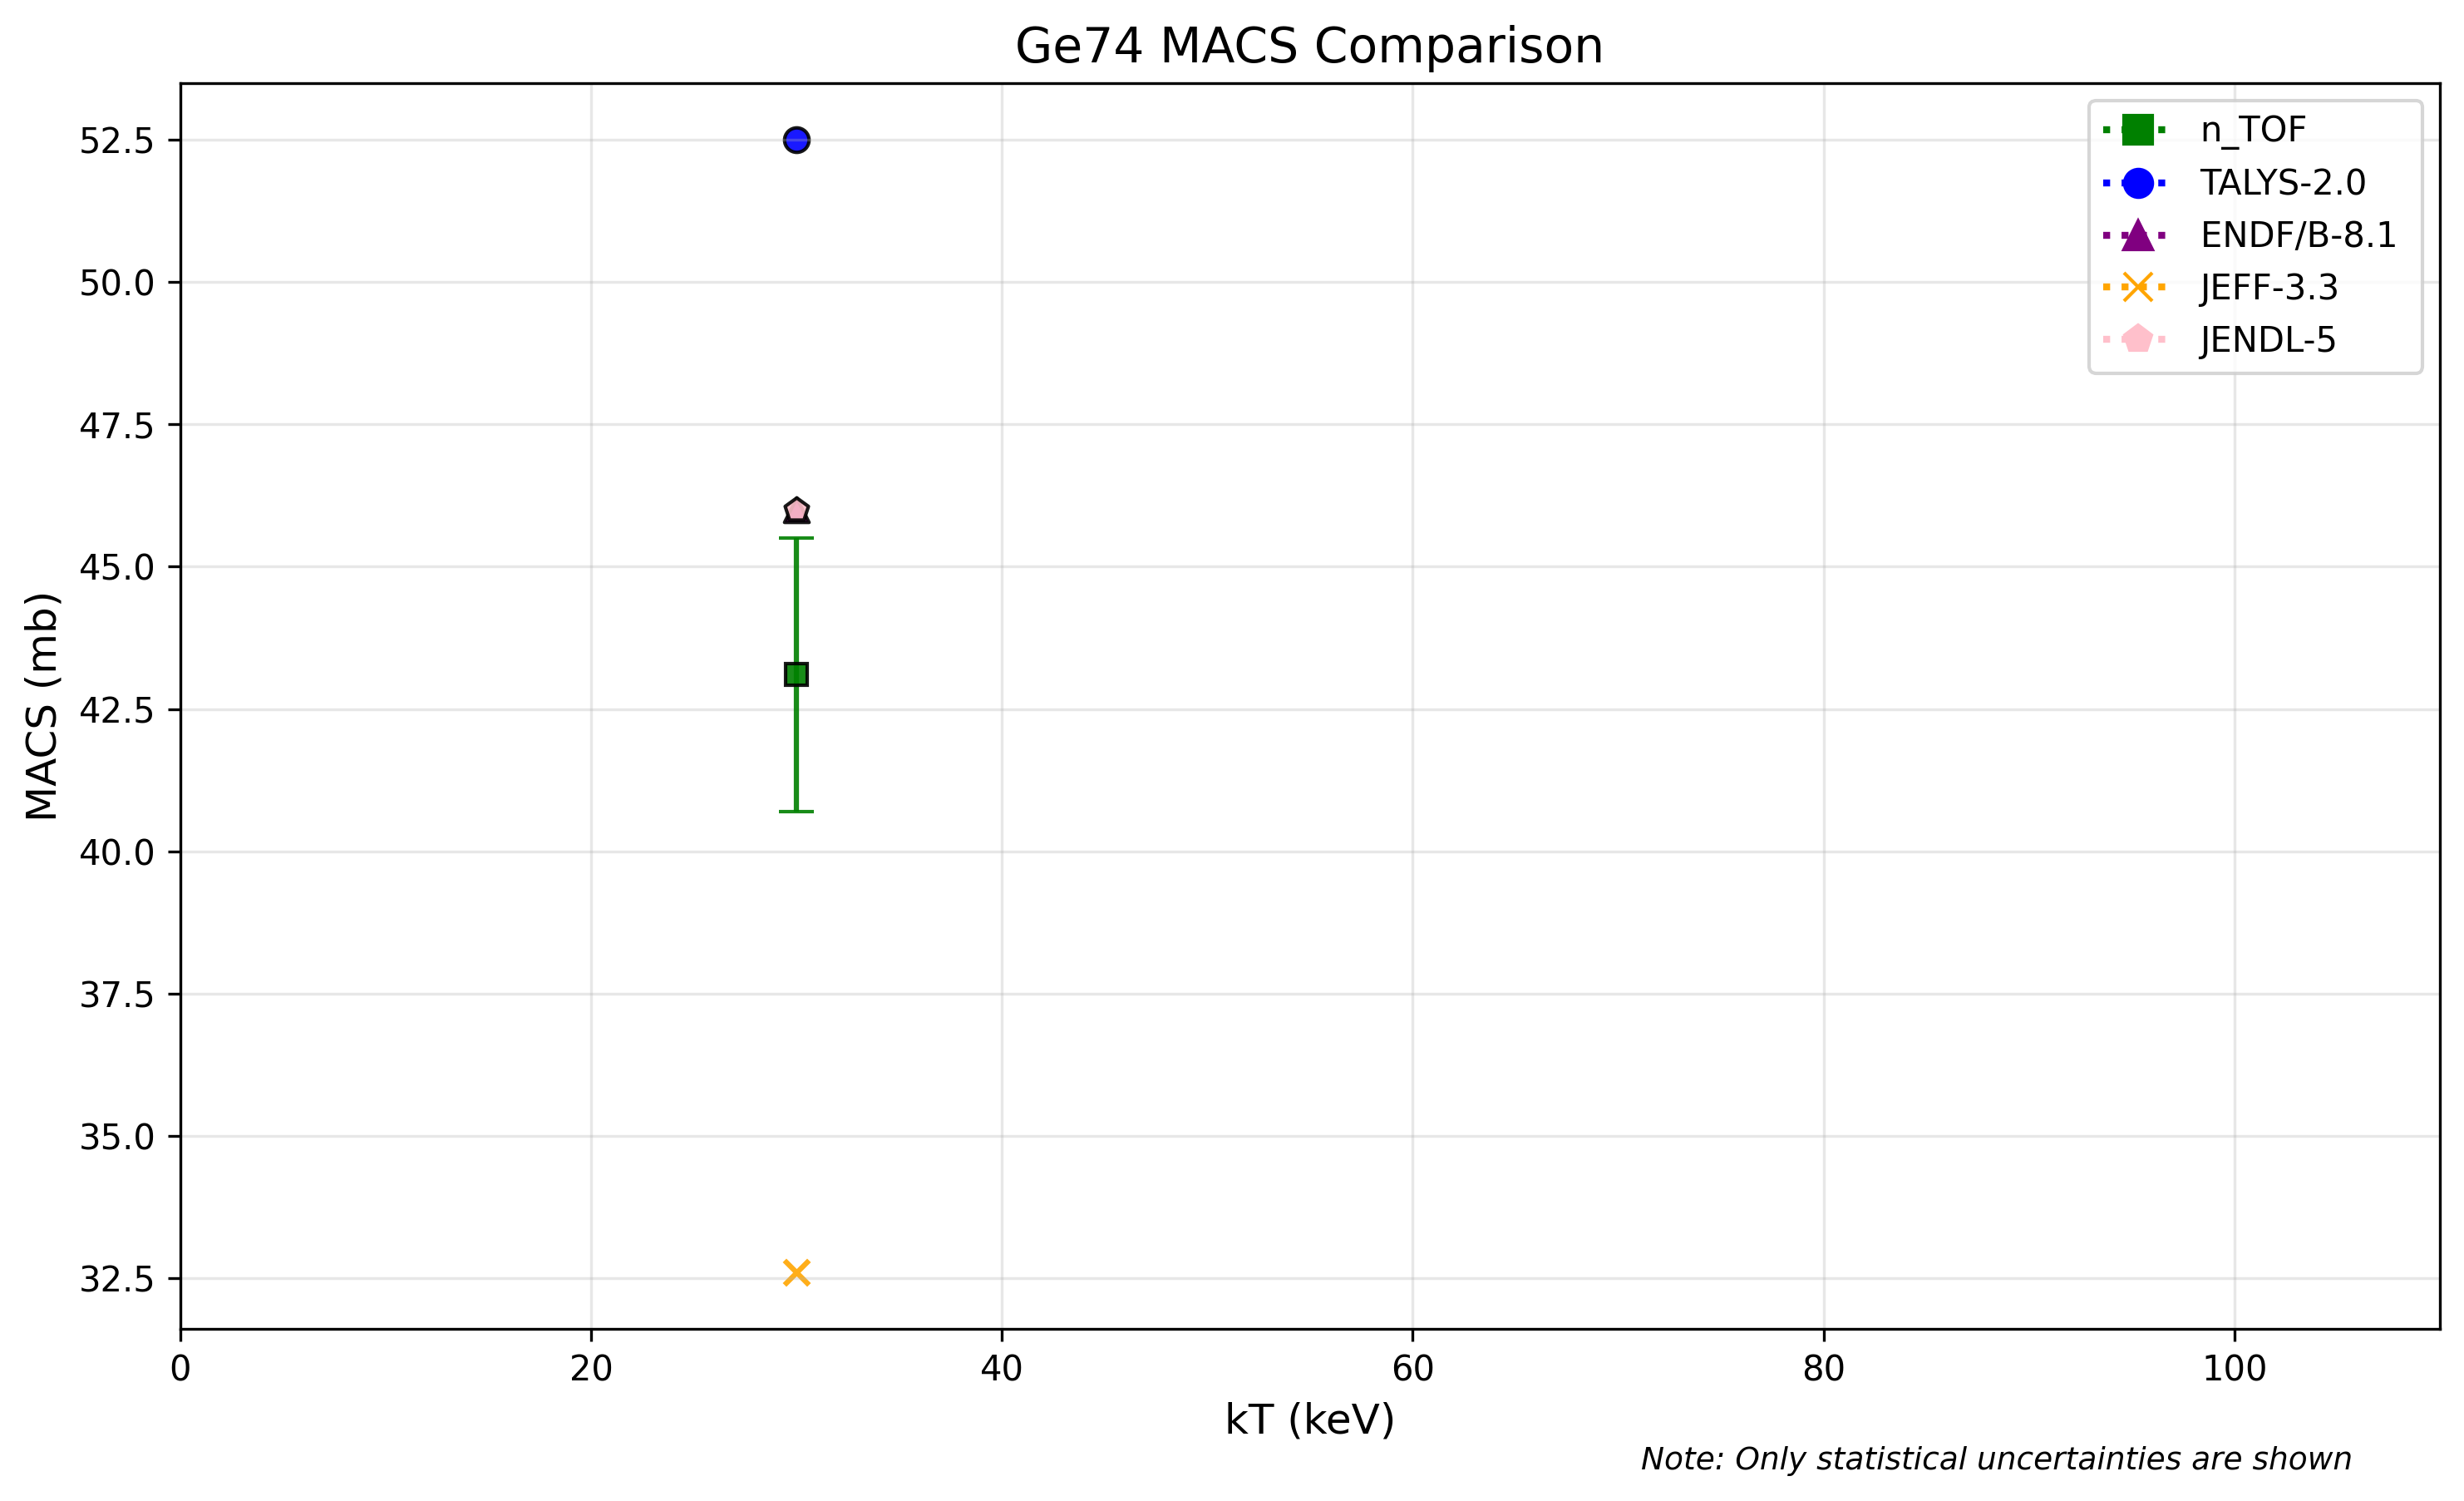 Ge74 MACS Comparison
MACS (mb)
52.5
50.0
47.5
45.0
42.5
40.0
37.5
35.0
32.5
n_TOF
TALYS-2.0
ENDF/B-8.1
JEFF-3.3
JENDL-5
0 20 40 60 80 100
kT (keV)
Note: Only statistical uncertainties are shown